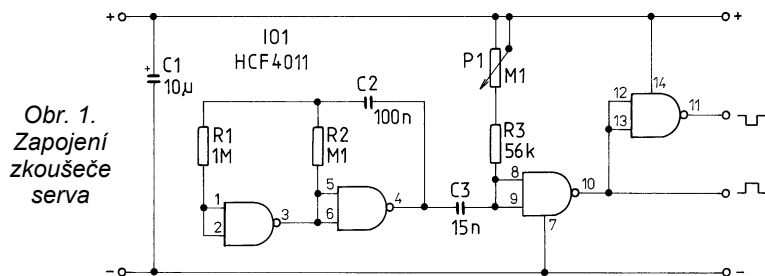 +
+
IO1
HCF4011
C1
10μ
+
C2
100n
P1
M1
14
12
13
11
Obr. 1.
Zapojení
zkoušeče
serva
R1
1M
R2
M1
R3
56k
C3
15n
1
2
3
5
6
4
8
9
10
7
-
-